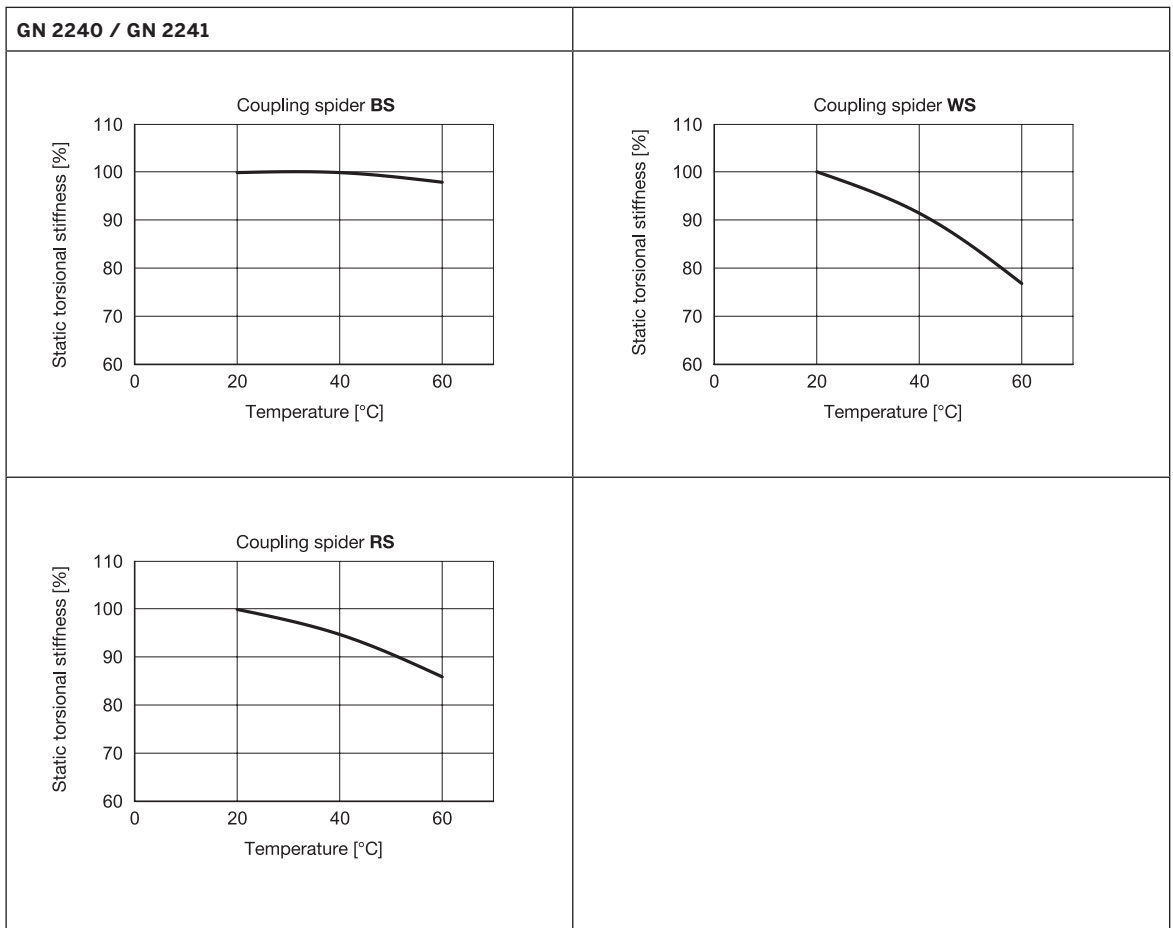 GN 2240 / GN 2241
Coupling spider BS
Static torsional stiffness [%]
110
100
90
80
70
60
0 20 40 60
Temperature [°C]
Coupling spider WS
Static torsional stiffness [%]
110
100
90
80
70
60
0 20 40 60
Temperature [°C]
Coupling spider RS
Static torsional stiffness [%]
110
100
90
80
70
60
0 20 40 60
Temperature [°C]